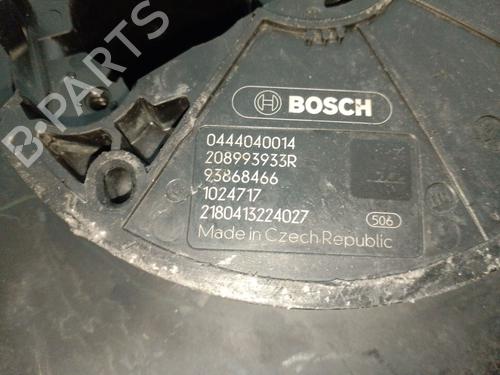 B-PARTS
BOSCH
0444040014
208993933R
93868466
1024717
2180413224027
506
Made in Czech Republic